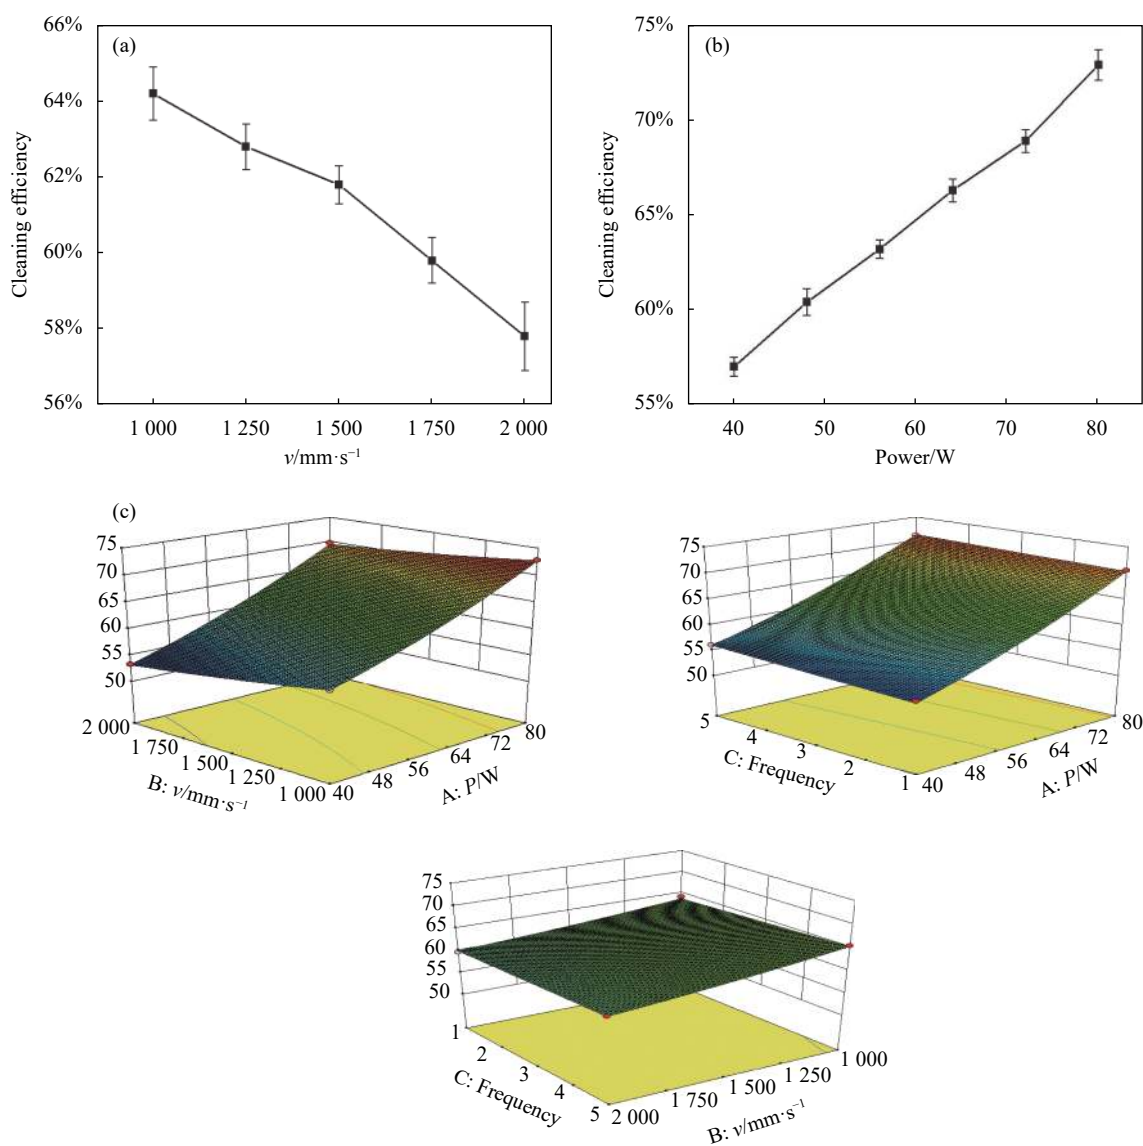 (a)
66%
64%
62%
60%
58%
56%
Cleaning efficiency
1 000 1 250 1 500 1 750 2 000
v/mm·s⁻¹
(b)
75%
70%
65%
60%
55%
Cleaning efficiency
40 50 60 70 80
Power/W
(c)
75
70
65
60
55
50
2 000 1 750 1 500 1 250 1 000
B: v/mm·s⁻¹
40 48 56 64 72 80
A: P/W
75
70
65
60
55
50
5 4 3 2 1
C: Frequency
40 48 56 64 72 80
A: P/W
75
70
65
60
55
50
1 2 3 4 5
C: Frequency
2 000 1 750 1 500 1 250 1 000
B: v/mm·s⁻¹